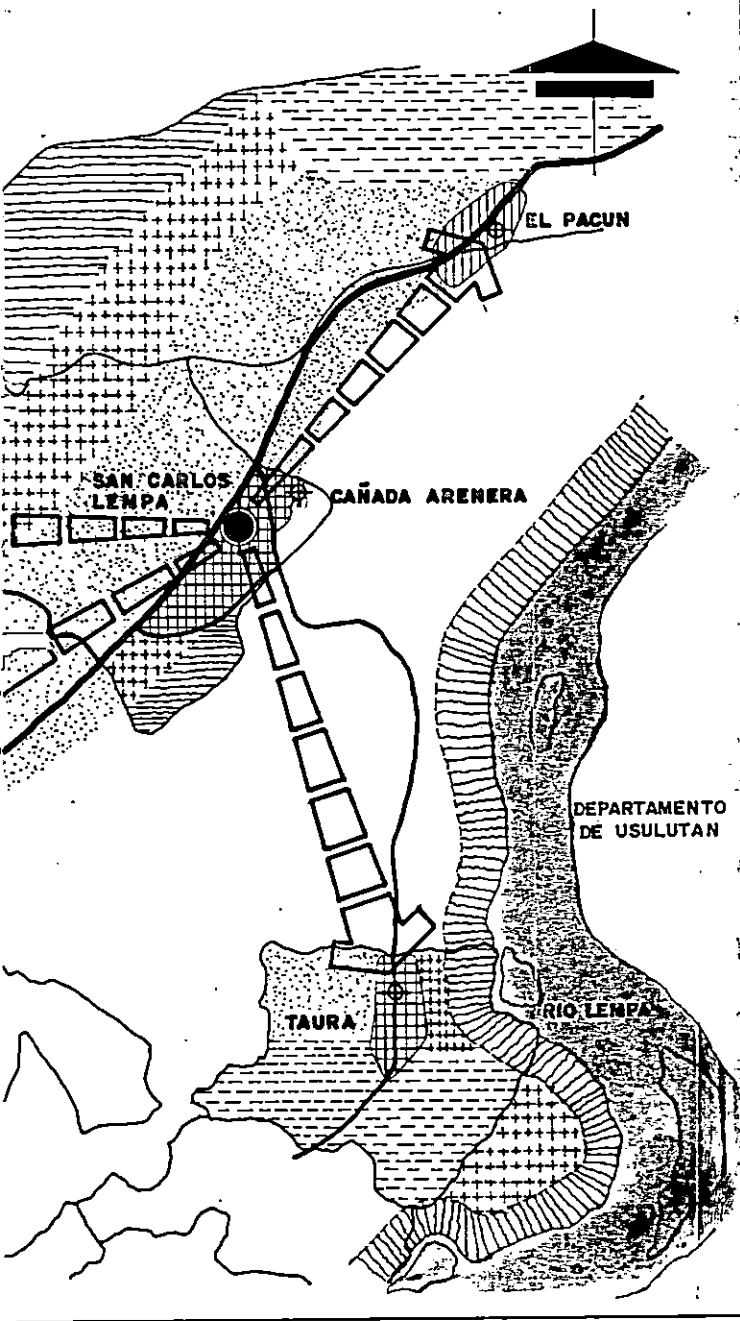 EL PACUN
SAN CARLOS
LEMPA
CAÑADA ARENERA
DEPARTAMENTO
DE USULUTAN
RIO LEMPA
TAURA